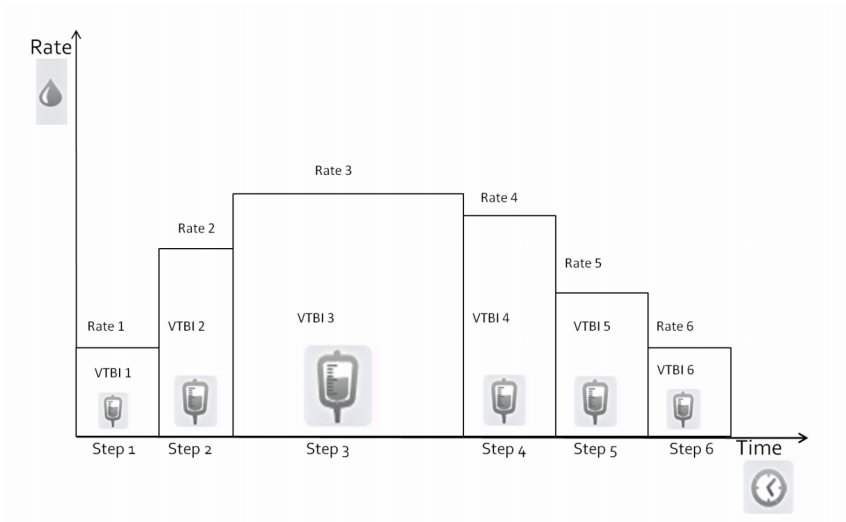 Rate
Rate 3
Rate 4
Rate 2
Rate 5
VTBI 3
VTBI 4
Rate 1
VTBI 2
VTBI 5
Rate 6
VTBI 1
VTBI 6
Step 1
Step 2
Step 3
Step 4
Step 5
Step 6
Time